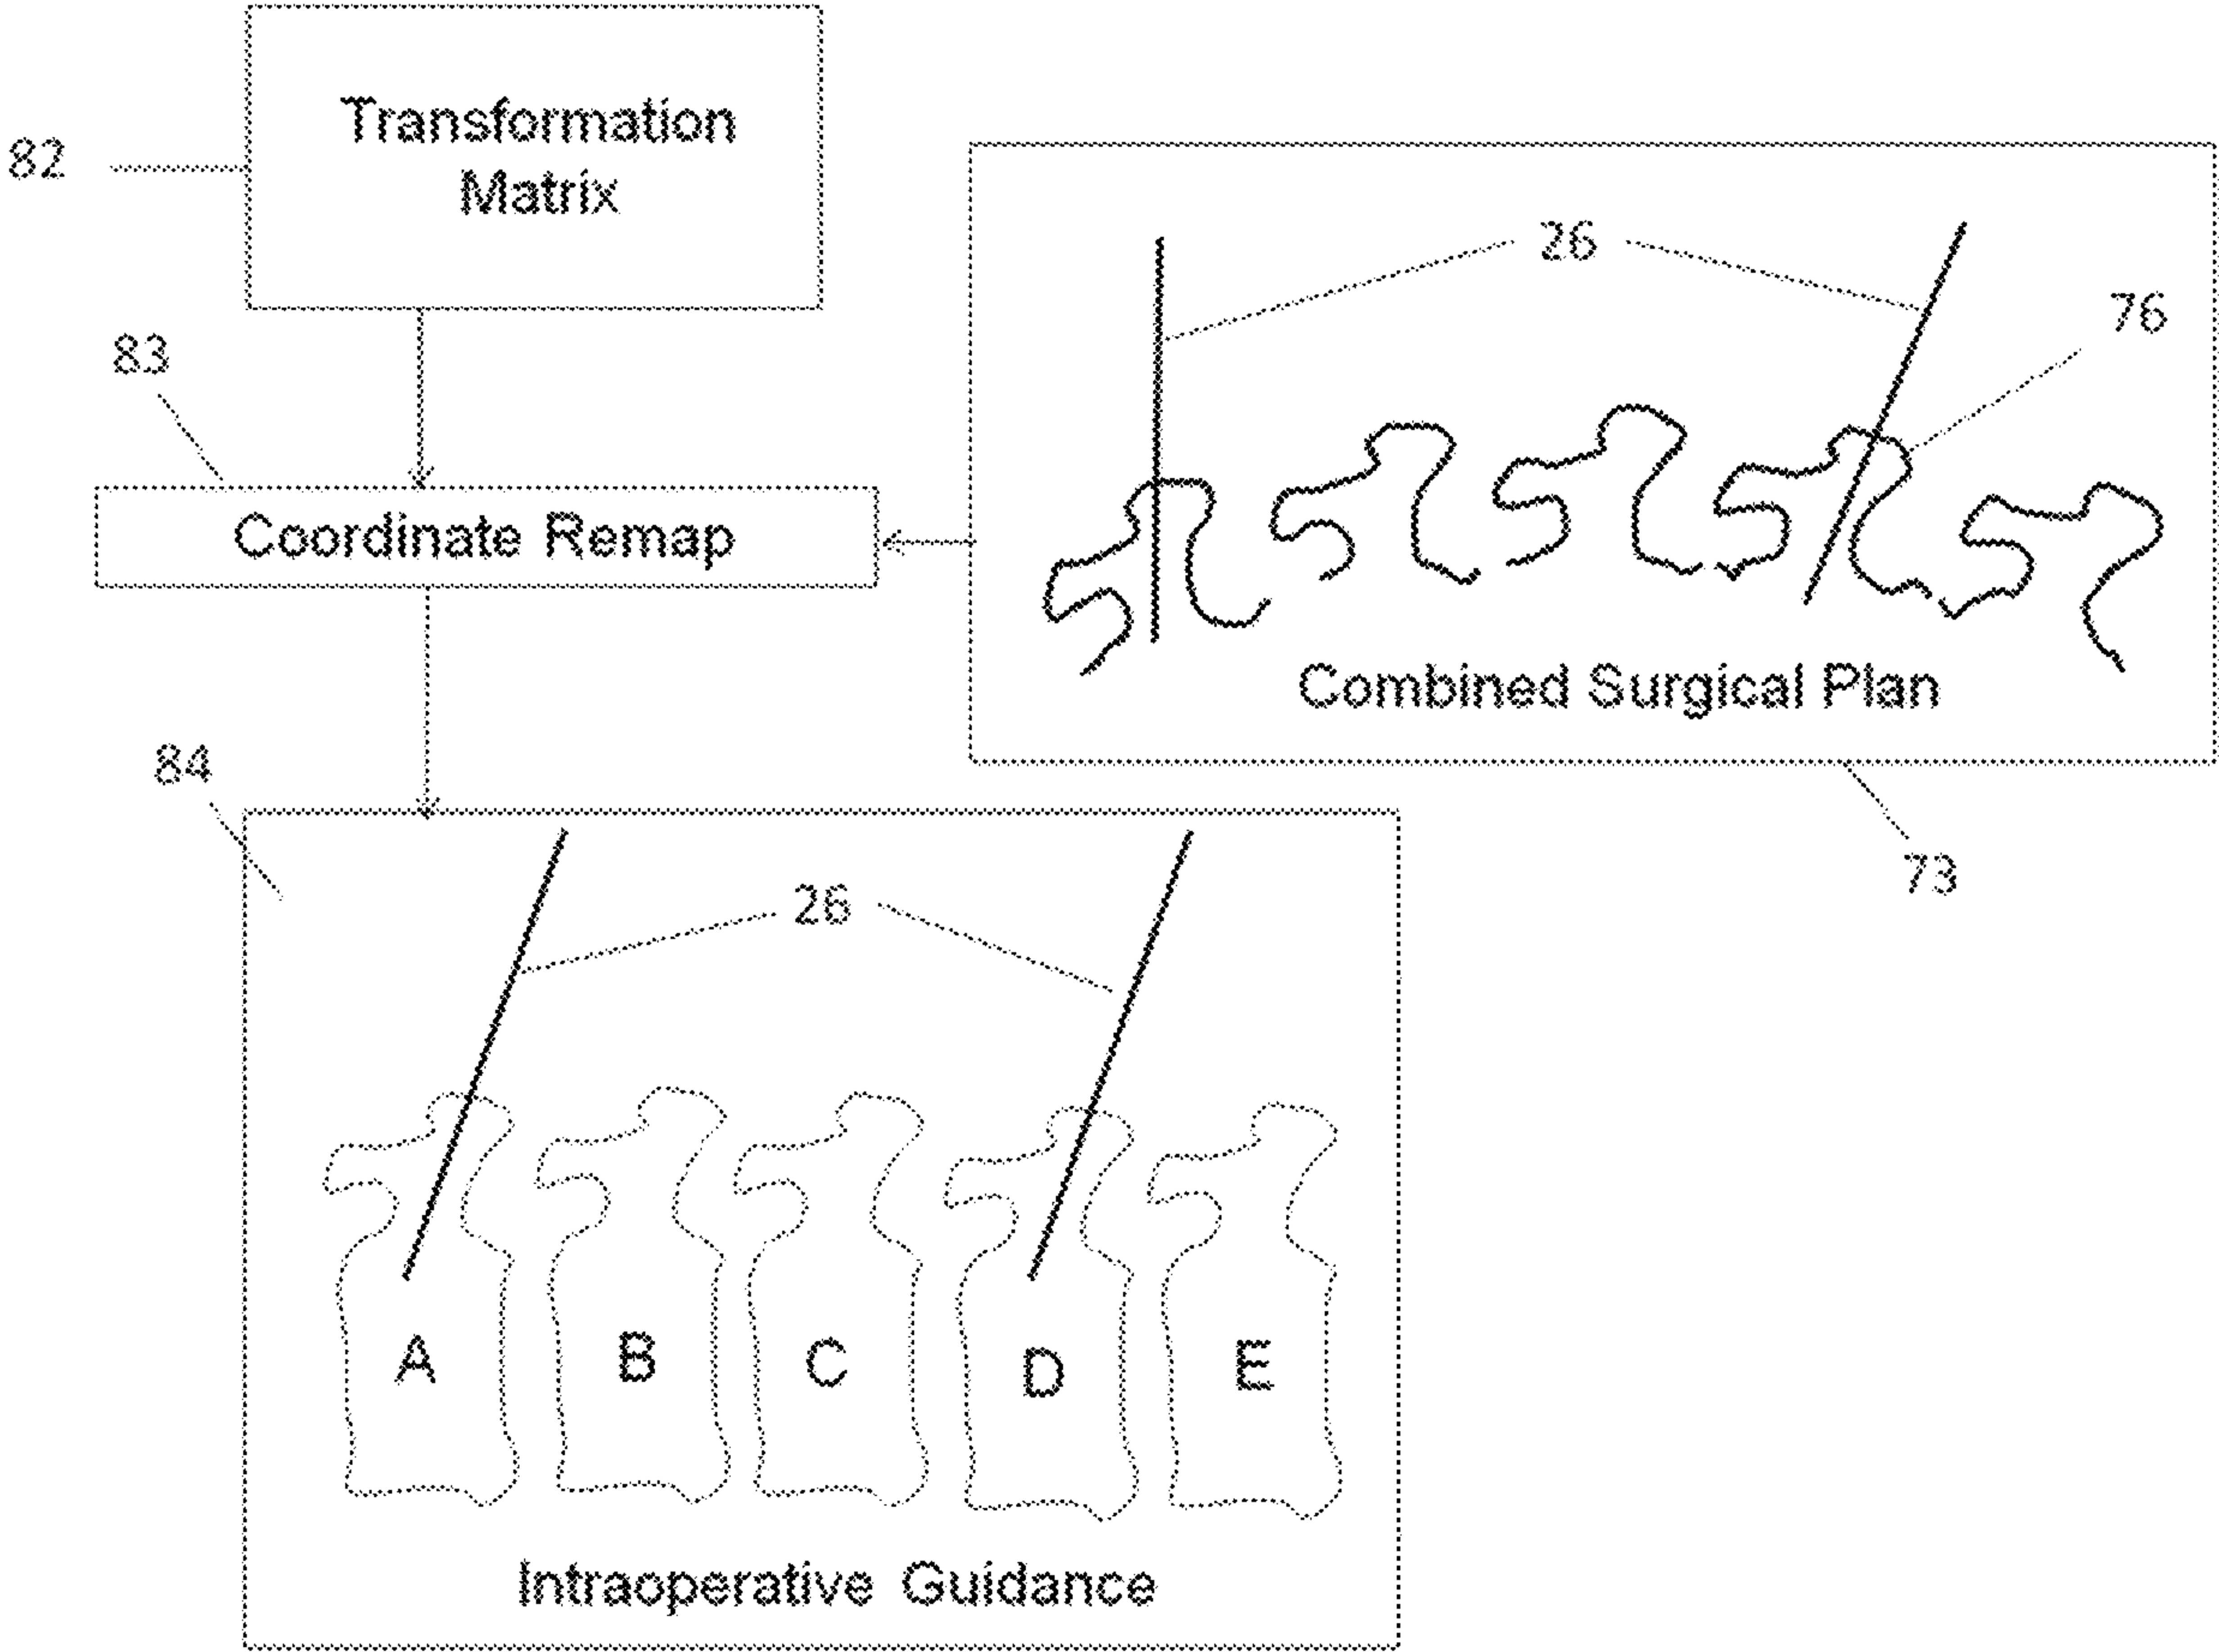 Transformation
Matrix
82
26
76
83
Coordinate Remap
Combined Surgical Plan
84
73
26
A
B
C
D
E
Intraoperative Guidance